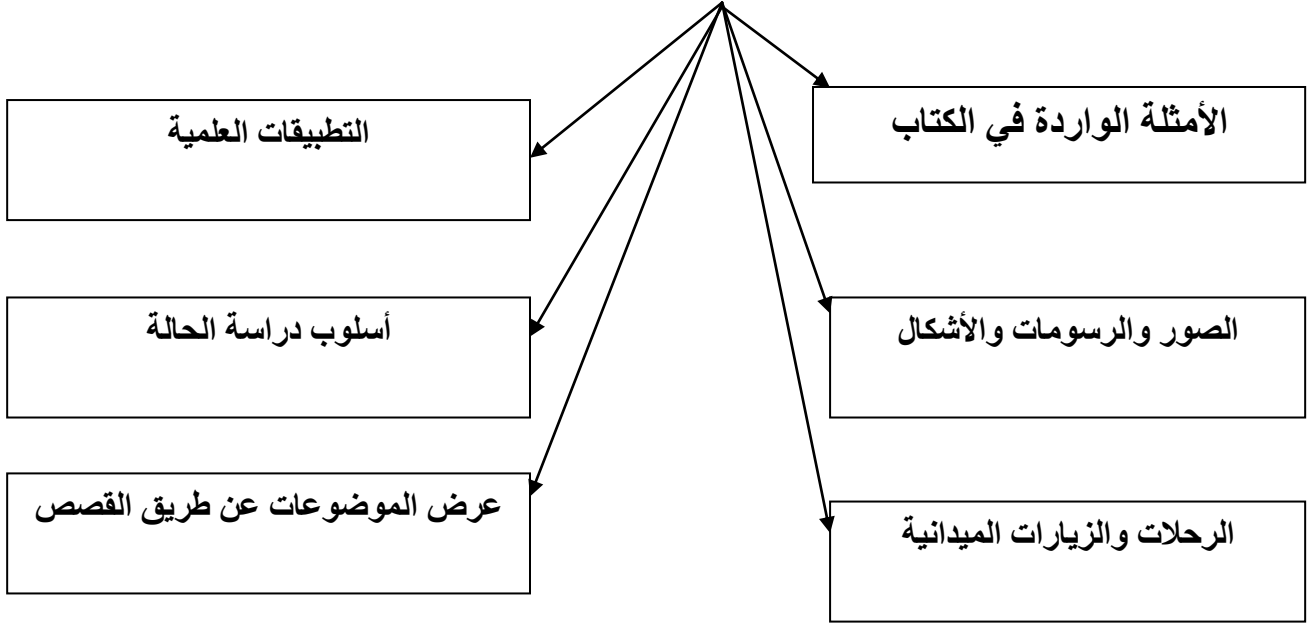 الأمثلة الواردة في الكتاب
التطبيقات العلمية
الصور والرسومات والأشكال
أسلوب دراسة الحالة
الرحلات والزيارات الميدانية
عرض الموضوعات عن طريق القصص